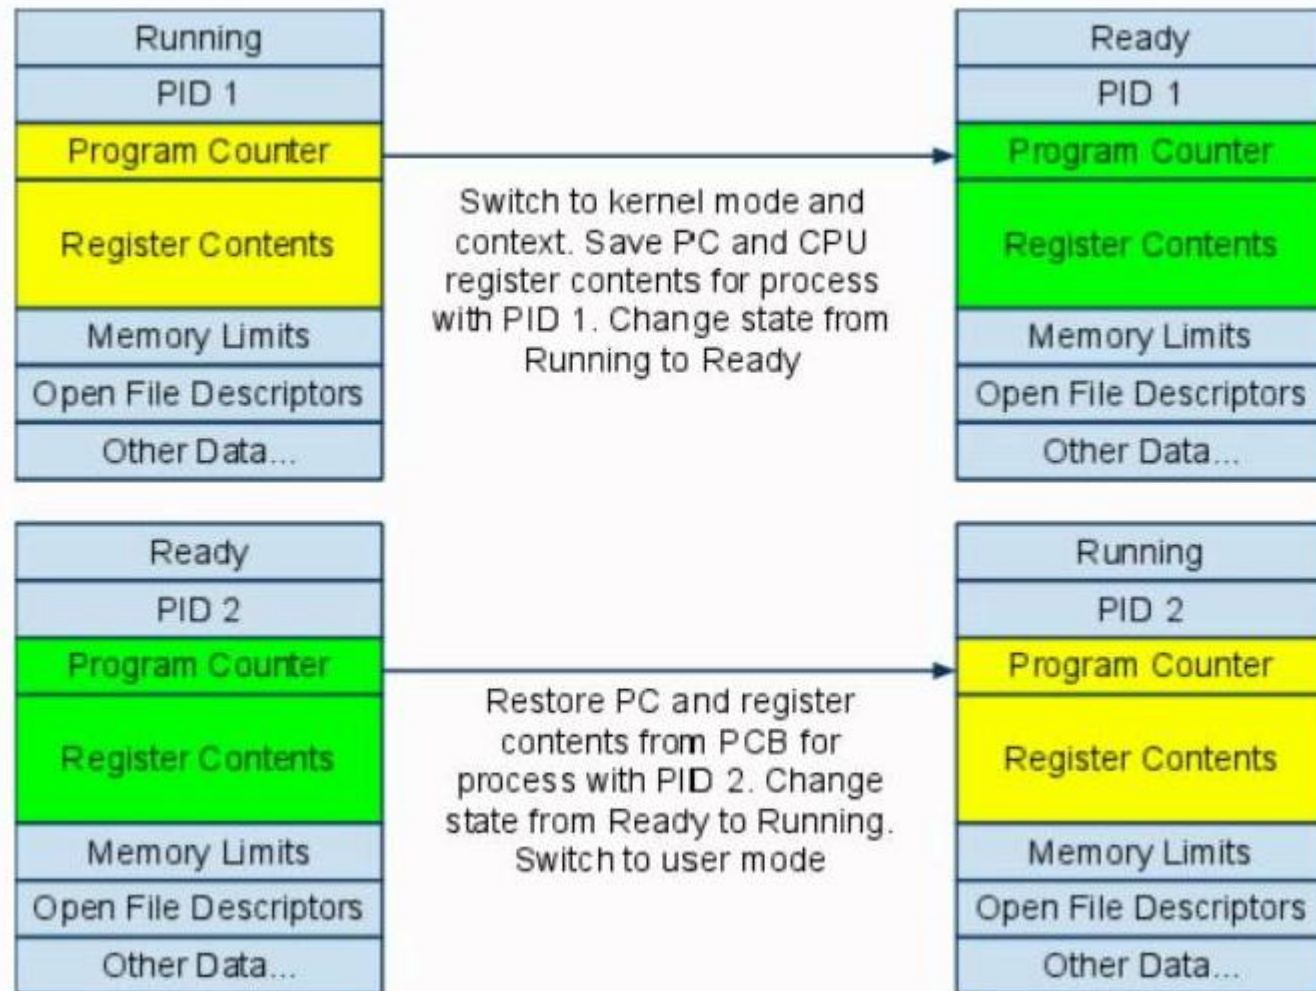 Running
PID 1
Program Counter
Register Contents
Memory Limits
Open File Descriptors
Other Data...
Switch to kernel mode and
context. Save PC and CPU
register contents for process
with PID 1. Change state from
Running to Ready
Ready
PID 1
Program Counter
Register Contents
Memory Limits
Open File Descriptors
Other Data...
Ready
PID 2
Program Counter
Register Contents
Memory Limits
Open File Descriptors
Other Data...
Restore PC and register
contents from PCB for
process with PID 2. Change
state from Ready to Running.
Switch to user mode
Running
PID 2
Program Counter
Register Contents
Memory Limits
Open File Descriptors
Other Data...